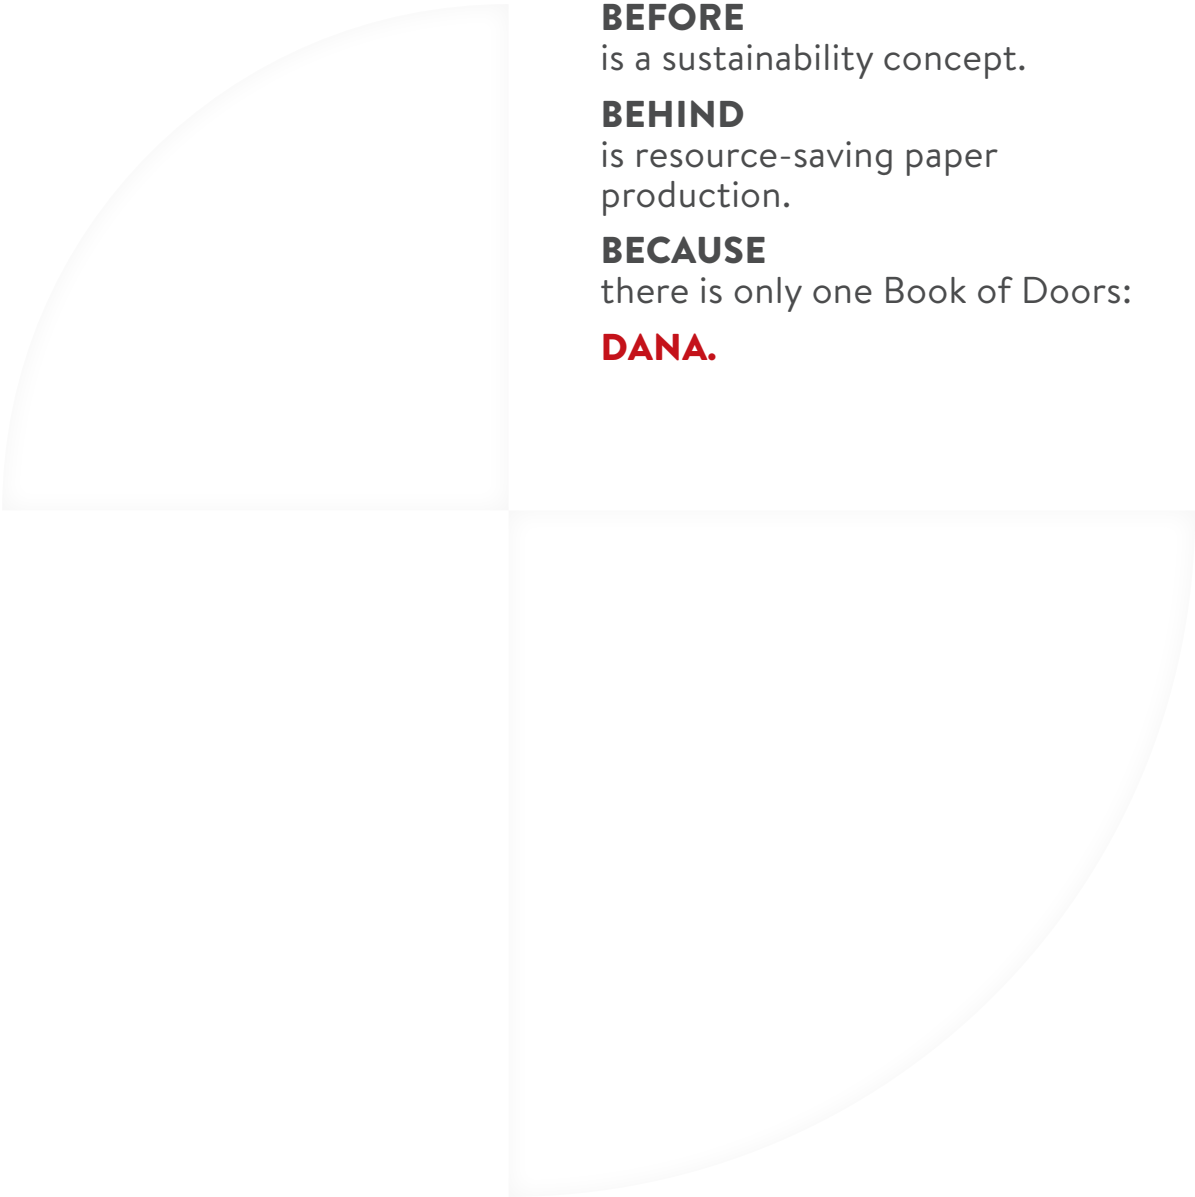 BEFORE
is a sustainability concept.
BEHIND
is resource-saving paper
production.
BECAUSE
there is only one Book of Doors:
DANA.